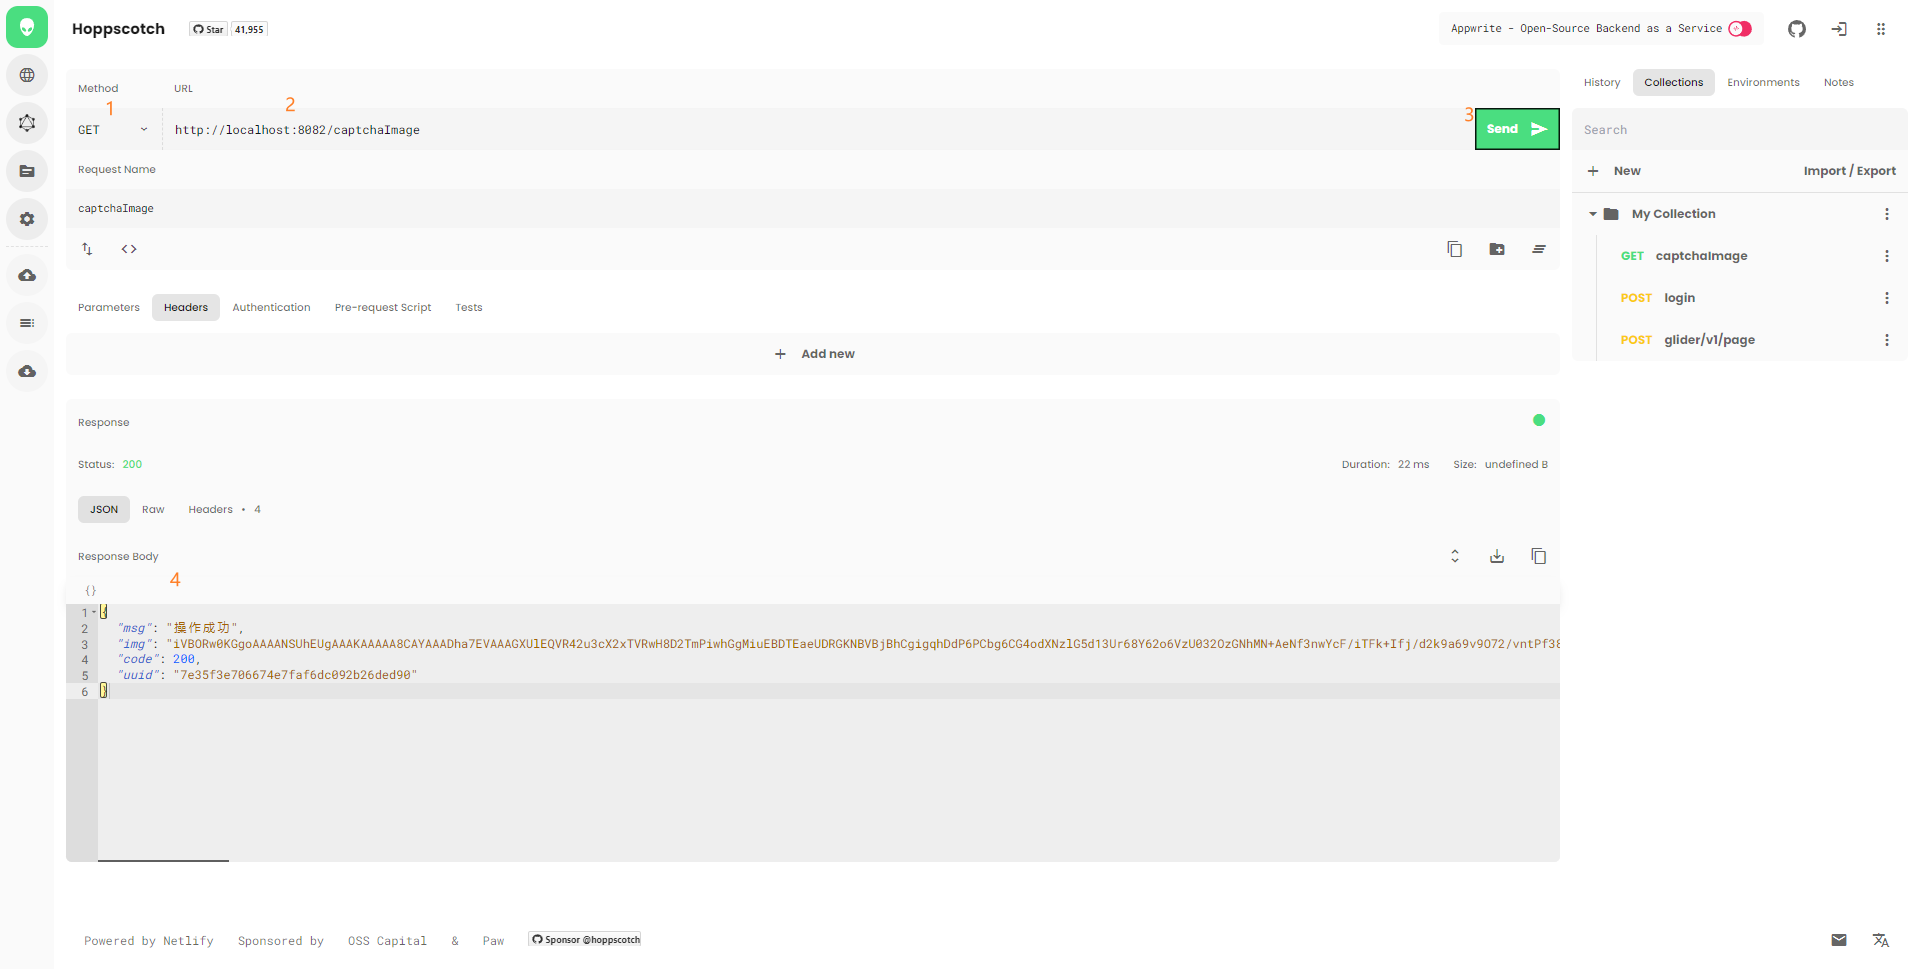 Hoppscotch
Star 41,955
Appwrite - Open-Source Backend as a Service
Method URL
1 2
GET http://localhost:8082/captchaImage
3 Send
Request Name
captchaImage
Parameters Headers Authentication Pre-request Script Tests
+ Add new
Response
Status: 200 Duration: 22 ms Size: undefined B
JSON Raw Headers • 4
Response Body
4
{}
1 {
2 "msg": "操作成功",
3 "img": "iVBORw0KGgoAAAANSUhEUgAAAKAAAAA8CAYAAADha7EVAAAGXUlEQVR42u3cX2xTVRwH8D2TmPiwhGgMiuEBDTEaeUDRGKNBVBjBhCgigqhDdP6PCbg6CG4odXNzlG5d13Ur68Y62o6VzU032OzGNhMN+AeNf3nwYcF/iTFk+Ifj/d2k9a69v9O72/vntPf38
4 "code": 200,
5 "uuid": "7e35f3e706674e7faf6dc092b26ded90"
6 }
History Collections Environments Notes
Search
+ New Import / Export
My Collection
GET captchaImage
POST login
POST glider/v1/page
Powered by Netlify Sponsored by OSS Capital & Paw Sponsor @hoppscotch